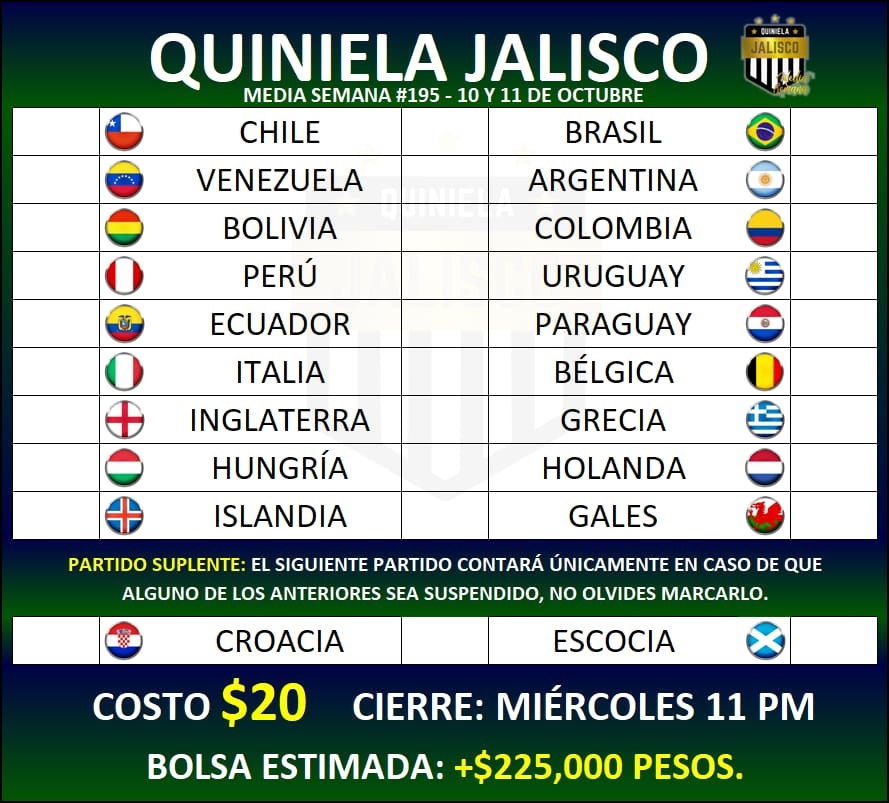 QUINIELA JALISCO
QUINIELA
JALISCO
MEDIA SEMANA #195 - 10 Y 11 DE OCTUBRE
CHILE BRASIL
VENEZUELA ARGENTINA
BOLIVIA COLOMBIA
PERÚ URUGUAY
ECUADOR PARAGUAY
ITALIA BÉLGICA
INGLATERRA GRECIA
HUNGRÍA HOLANDA
ISLANDIA GALES
QUINIELA
JALISCO
PARTIDO SUPLENTE: EL SIGUIENTE PARTIDO CONTARÁ ÚNICAMENTE EN CASO DE QUE
ALGUNO DE LOS ANTERIORES SEA SUSPENDIDO, NO OLVIDES MARCARLO.
CROACIA ESCOCIA
COSTO $20 CIERRE: MIÉRCOLES 11 PM
BOLSA ESTIMADA: +$225,000 PESOS.